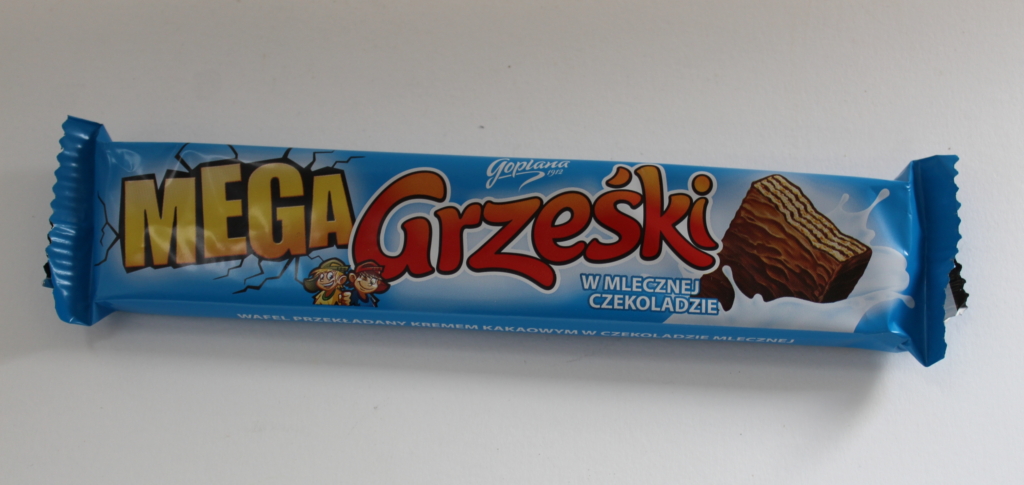 goplana
1912
MEGA Grześki
W MLECZNEJ
CZEKOLADZIE
WAFEL PRZEKŁADANY KREMEM KAKAOWYM W CZEKOLADZIE MLECZNEJ